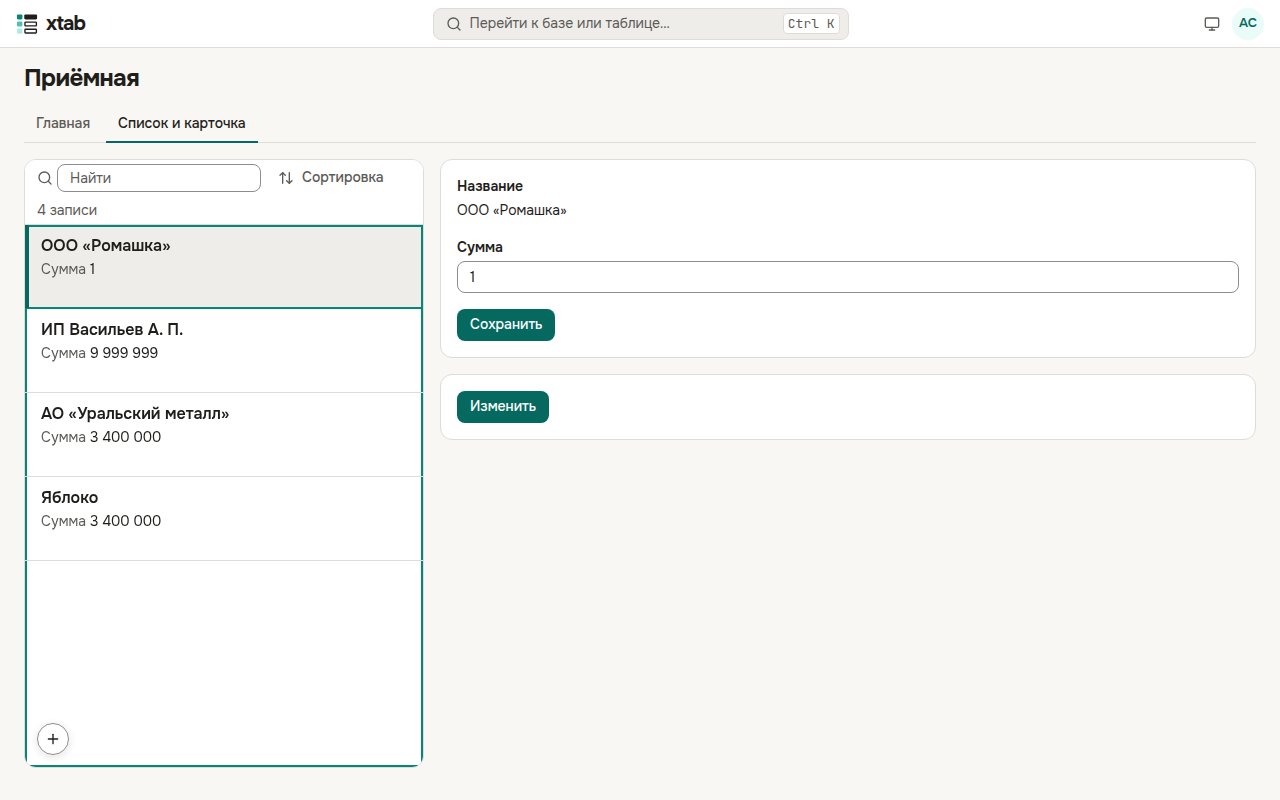 xtab
Перейти к базе или таблице...
Ctrl K
AC
Приёмная
Главная
Список и карточка
Найти
Сортировка
4 записи
ООО «Ромашка»
Сумма 1
ИП Васильев А. П.
Сумма 9 999 999
АО «Уральский металл»
Сумма 3 400 000
Яблоко
Сумма 3 400 000
Название
ООО «Ромашка»
Сумма
1
Сохранить
Изменить